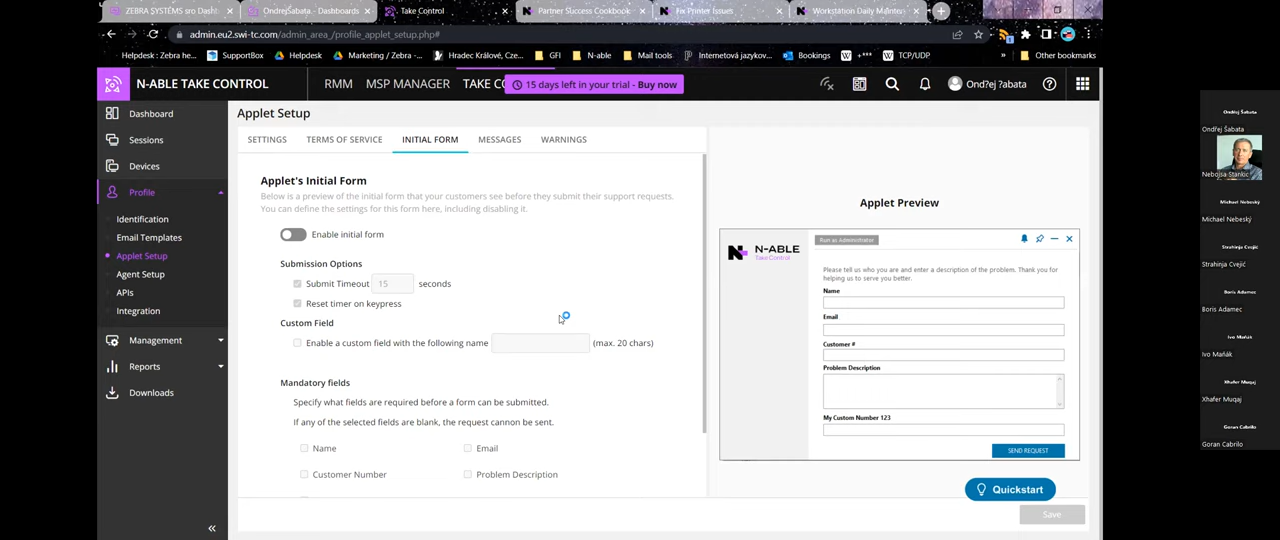 ZEBRA SYSTEMS sro Dashb
OndrejSabata - Dashboards
Take Control
Partner Success Cookbook
Fix Printer Issues
Workstation Daily Mainten
admin.eu2.swi-tc.com/admin_area_/profile_applet_setup.php#
Helpdesk : Zebra he...
SupportBox
Helpdesk
Marketing / Zebra -...
Hradec Králové, Cze...
GFI
N-able
Mail tools
Internetová jazykov...
Bookings
+***
TCP/UDP
»
Other bookmarks
N-ABLE TAKE CONTROL
RMM
MSP MANAGER
TAKE CO
15 days left in your trial - Buy now
Ond?ej ?abata
Dashboard
Sessions
Devices
Profile
Identification
Email Templates
Applet Setup
Agent Setup
APIs
Integration
Management
Reports
Downloads
«
Applet Setup
SETTINGS
TERMS OF SERVICE
INITIAL FORM
MESSAGES
WARNINGS
Applet's Initial Form
Below is a preview of the initial form that your customers see before they submit their support requests.
You can define the settings for this form here, including disabling it.
Enable initial form
Submission Options
Submit Timeout 15 seconds
Reset timer on keypress
Custom Field
Enable a custom field with the following name (max. 20 chars)
Mandatory fields
Specify what fields are required before a form can be submitted.
If any of the selected fields are blank, the request cannony be sent.
Name
Email
Customer Number
Problem Description
Applet Preview
N-ABLE
Take Control
Run as Administrator
Please tell us who you are and enter a description of the problem. Thank you for
helping us to serve you better.
Name
Email
Customer #
Problem Description
My Custom Number 123
SEND REQUEST
Quickstart
Save
Ondřej Šabata
Ondřej Šabata
Nebojsa Stankic
Michael Nebeský
Michael Nebeský
Strahinja Cvejić
Strahinja Cvejić
Boris Adamec
Boris Adamec
Ivo Maňák
Ivo Maňák
Xhafer Muqaj
Xhafer Muqaj
Goran Cabrilo
Goran Cabrilo